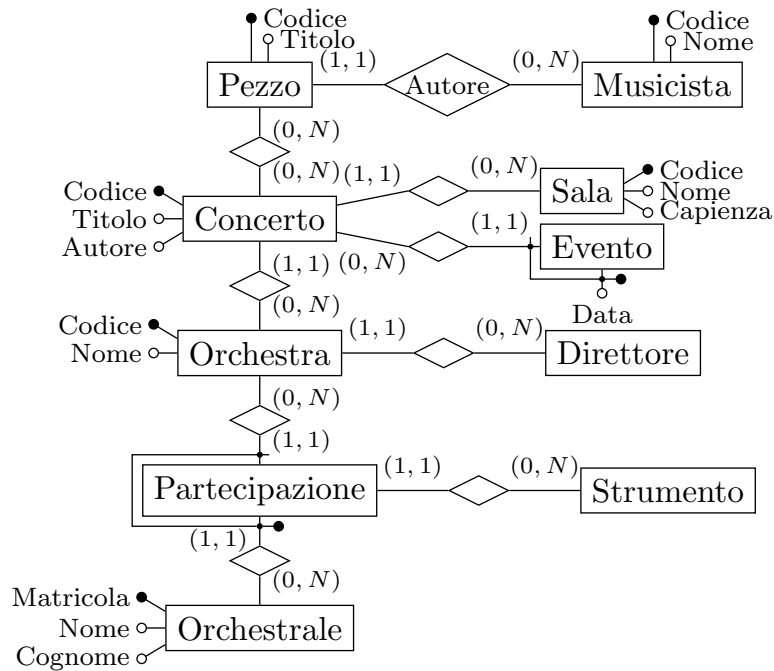 Codice
Titolo
Codice
Nome
Pezzo
(1, 1)
Autore
(0, N)
Musicista
(0, N)
(0, N)
Codice
Titolo
Autore
Concerto
(1, 1)
(0, N)
Sala
Codice
Nome
Capienza
(0, N)
(1, 1)
Evento
Data
(1, 1)
(0, N)
Codice
Nome
Orchestra
(1, 1)
(0, N)
Direttore
(0, N)
(1, 1)
Partecipazione
(1, 1)
(0, N)
Strumento
(1, 1)
(0, N)
Matricola
Nome
Cognome
Orchestrale